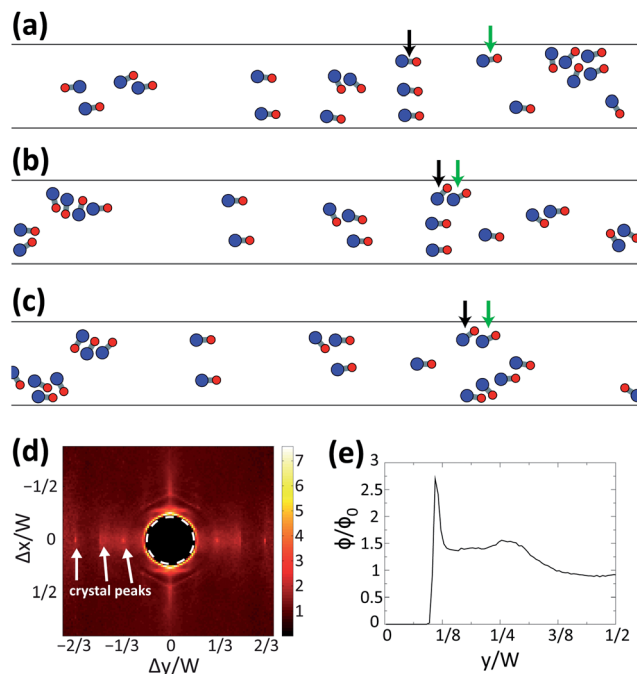 (a)
(b)
(c)
(d)
(e)
Δx/W
−1/2
0
1/2
crystal peaks
−2/3
−1/3
0
1/3
2/3
Δy/W
7
6
5
4
3
2
1
ϕ/ϕ0
3
2.5
2
1.5
1
0.5
0
0
1/8
1/4
3/8
1/2
y/W